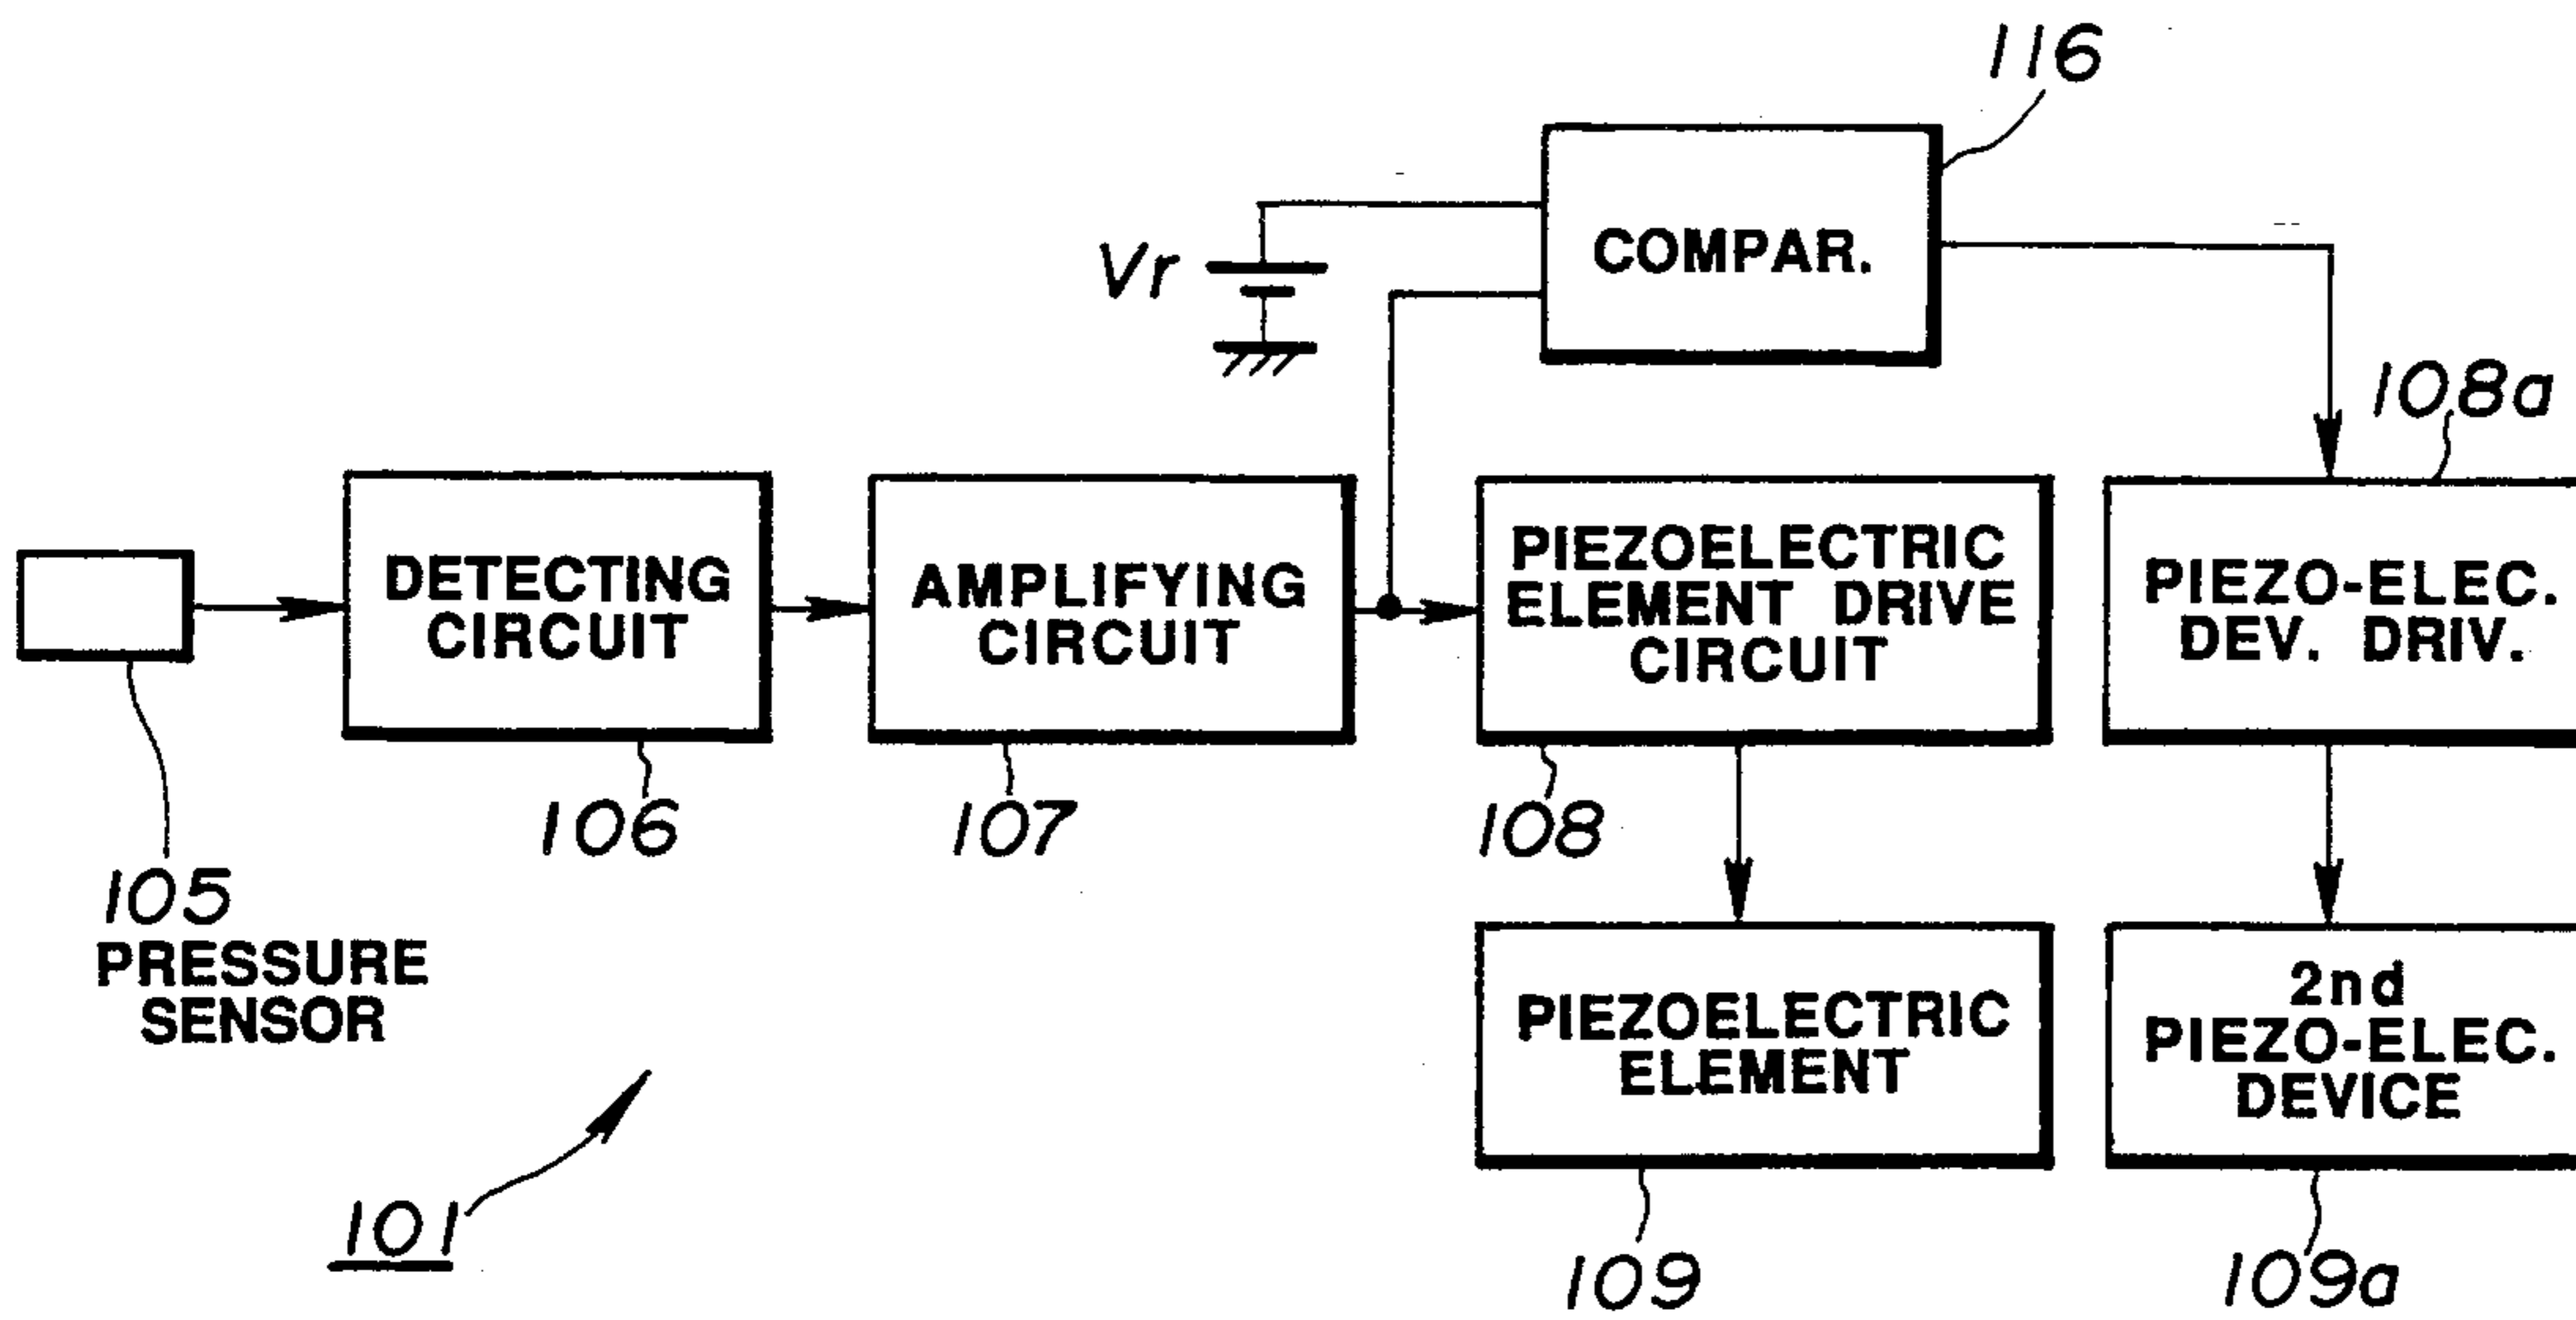 116
COMPAR.
Vr
108a
DETECTING
CIRCUIT
AMPLIFYING
CIRCUIT
PIEZOELECTRIC
ELEMENT DRIVE
CIRCUIT
PIEZO-ELEC.
DEV. DRIV.
106
107
108
105
PRESSURE
SENSOR
PIEZOELECTRIC
ELEMENT
2nd
PIEZO-ELEC.
DEVICE
101
109
109a